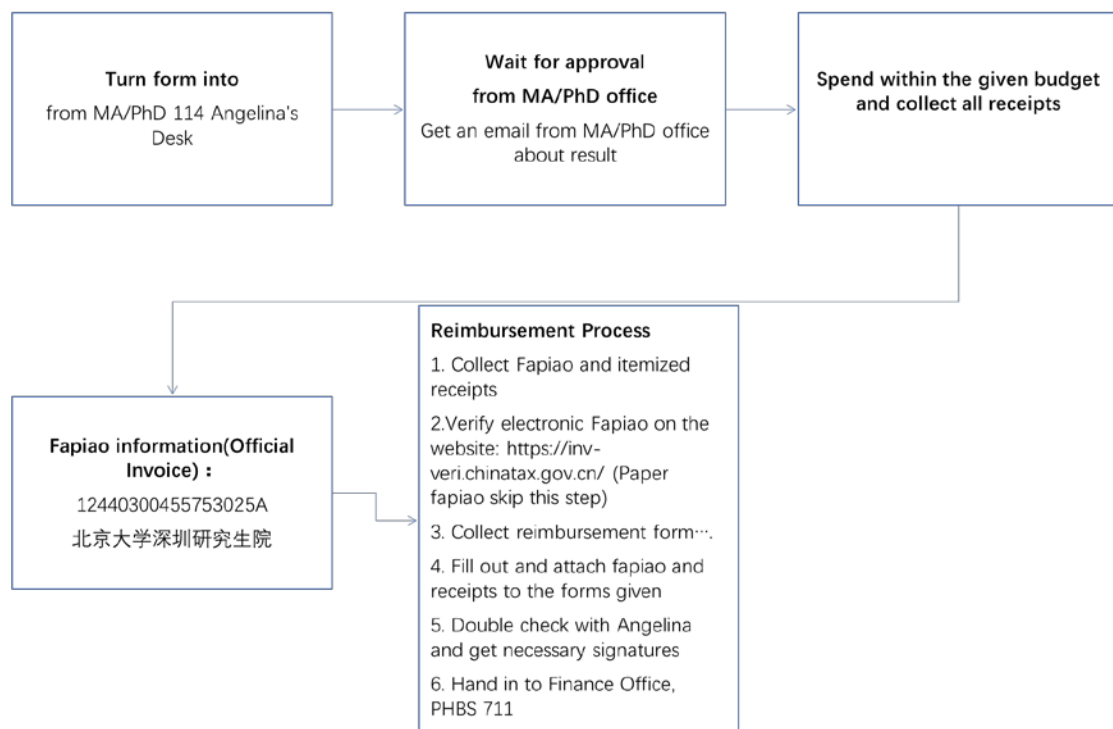 Turn form into
from MA/PhD 114 Angelina's
Desk
Wait for approval
from MA/PhD office
Get an email from MA/PhD office
about result
Spend within the given budget
and collect all receipts
Fapiao information(Official
Invoice)：
12440300455753025A
北京大学深圳研究生院
Reimbursement Process
1. Collect Fapiao and itemized
receipts
2.Verify electronic Fapiao on the
website: https://inv-
veri.chinatax.gov.cn/ (Paper
fapiao skip this step)
3. Collect reimbursement form….
4. Fill out and attach fapiao and
receipts to the forms given
5. Double check with Angelina
and get necessary signatures
6. Hand in to Finance Office,
PHBS 711